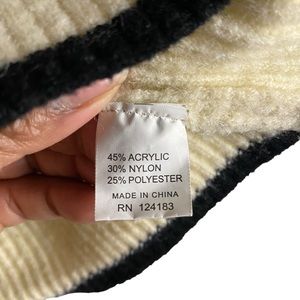 45% ACRYLIC
30% NYLON
25% POLYESTER
MADE IN CHINA
RN 124183